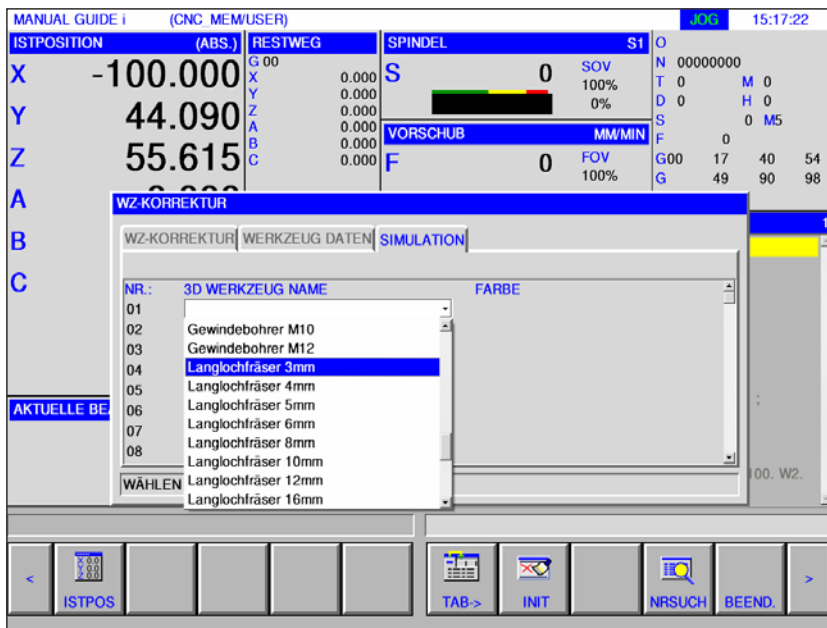 MANUAL GUIDE i (CNC_MEM/USER) JOG 15:17:22
ISTPOSITION (ABS.)
X -100.000
Y 44.090
Z 55.615
A
B
C
RESTWEG
G 00
X 0.000
Y 0.000
Z 0.000
A 0.000
B 0.000
C 0.000
SPINDEL S1
S 0 SOV
100%
0%
VORSCHUB MM/MIN
F 0 FOV
100%
O
N 00000000
T 0 M 0
D 0 H 0
S 0 M5
F 0
G00 17 40 54
G 49 90 98
WZ-KORREKTUR
WZ-KORREKTUR WERKZEUG DATEN SIMULATION
NR.: 3D WERKZEUG NAME FARBE
01
02 Gewindebohrer M10
03 Gewindebohrer M12
04 Langlochfräser 3mm
05 Langlochfräser 4mm
06 Langlochfräser 5mm
07 Langlochfräser 6mm
08 Langlochfräser 8mm
Langlochfräser 10mm
Langlochfräser 12mm
Langlochfräser 16mm
WÄHLEN
AKTUELLE BE
;
100. W2.
1
< ISTPOS TAB-> INIT NRSUCH BEEND. >